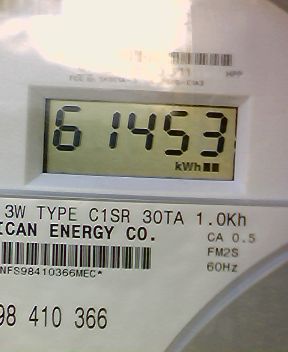 HPP
61453
kWh
3W TYPE C1SR 30TA 1.0Kh
ICAN ENERGY CO.
CA 0.5
FM2S
60Hz
NFS98410366MEC*
98 410 366